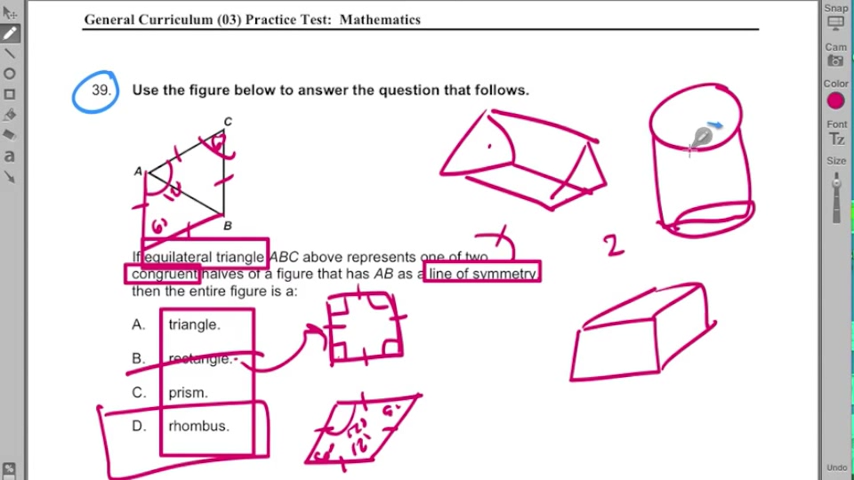 General Curriculum (03) Practice Test: Mathematics
39. Use the figure below to answer the question that follows.
C
A
B
If equilateral triangle ABC above represents one of two
congruent halves of a figure that has AB as a line of symmetry,
then the entire figure is a:
A. triangle.
B. rectangle.
C. prism.
D. rhombus.
2
Snap
Cam
Color
Font
Tz
Size
Undo
a